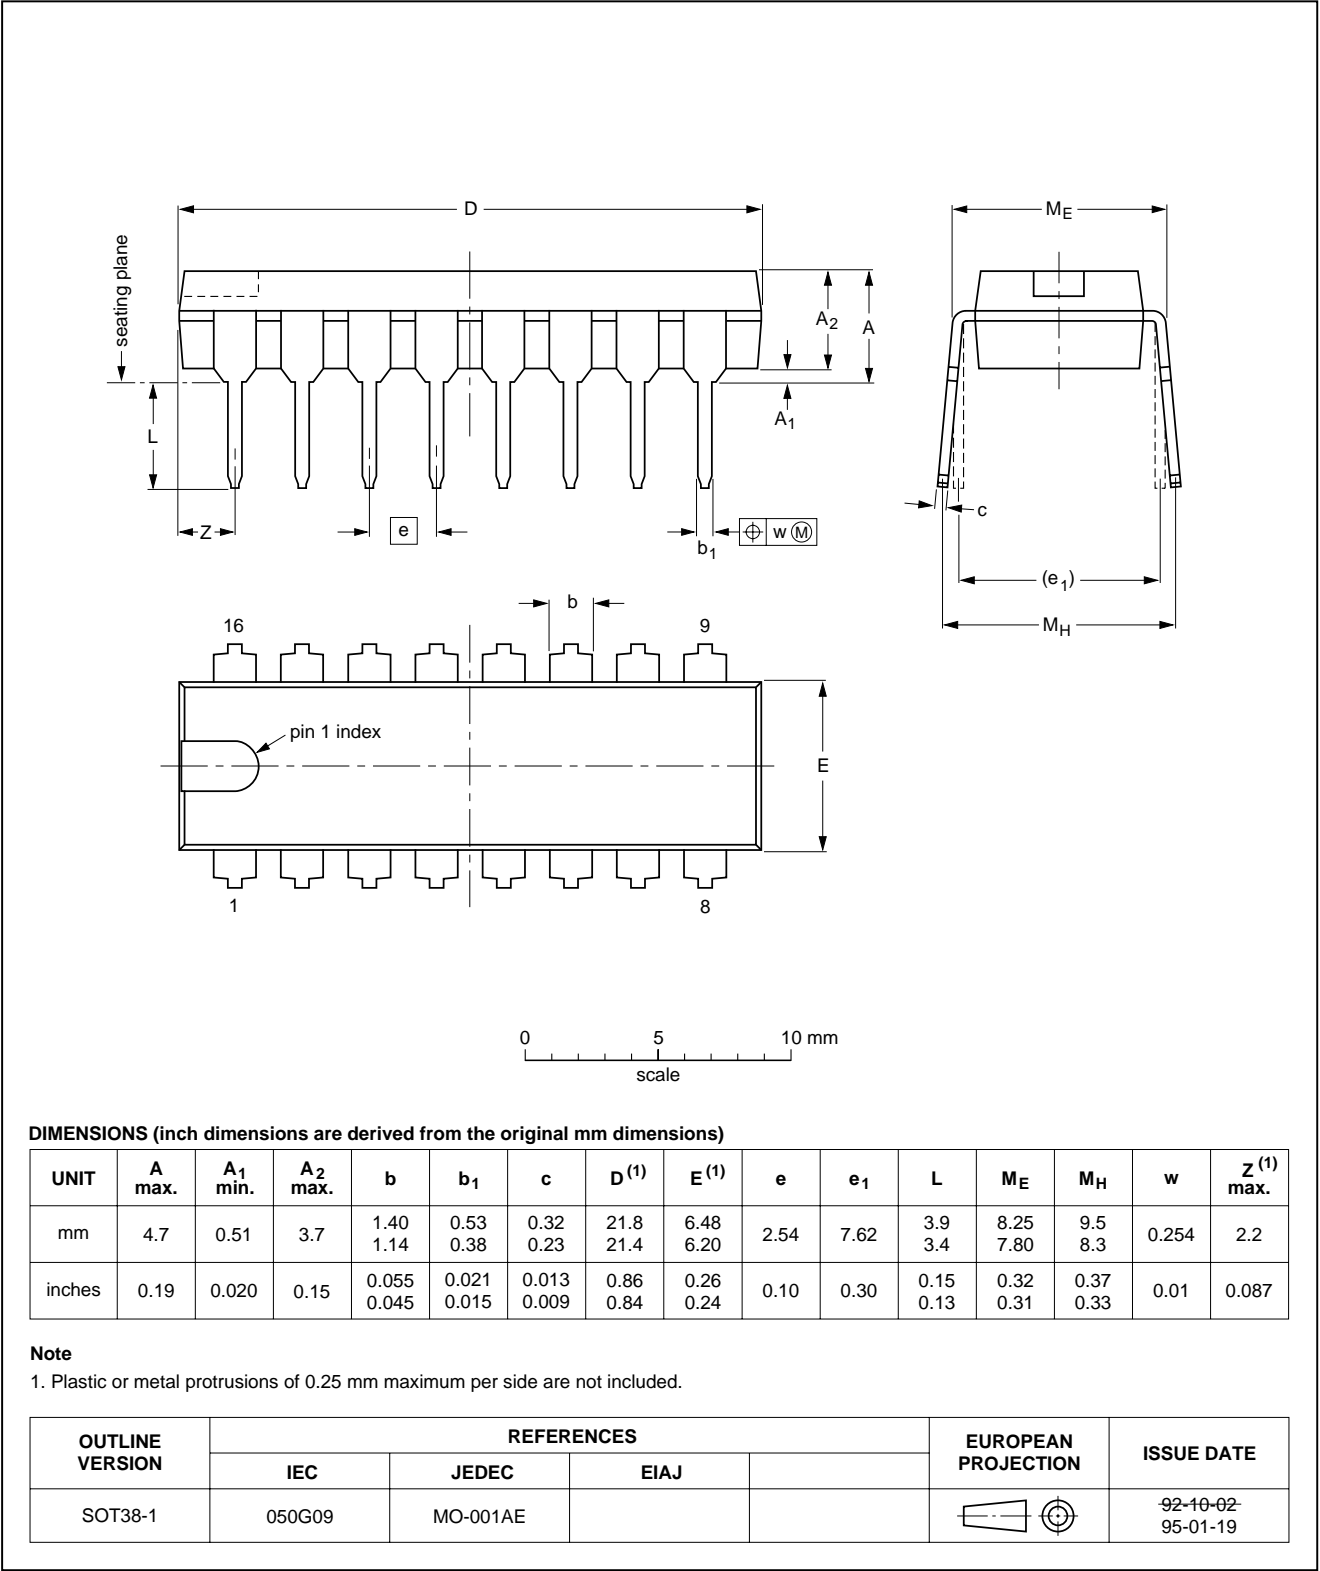 D
M E
seating plane
A 2
A
A 1
L
Z
e
b 1
w M
c
(e 1)
M H
b
16
9
pin 1 index
E
1
8
0 5 10 mm
scale
DIMENSIONS (inch dimensions are derived from the original mm dimensions)
UNIT A max. A1 min. A2 max. b b1 c D(1) E(1) e e1 L ME MH w Z(1) max.
mm 4.7 0.51 3.7 1.40 1.14 0.53 0.38 0.32 0.23 21.8 21.4 6.48 6.20 2.54 7.62 3.9 3.4 8.25 7.80 9.5 8.3 0.254 2.2
inches 0.19 0.020 0.15 0.055 0.045 0.021 0.015 0.013 0.009 0.86 0.84 0.26 0.24 0.10 0.30 0.15 0.13 0.32 0.31 0.37 0.33 0.01 0.087
Note
1. Plastic or metal protrusions of 0.25 mm maximum per side are not included.
OUTLINE VERSION REFERENCES EUROPEAN PROJECTION ISSUE DATE
IEC JEDEC EIAJ
SOT38-1 050G09 MO-001AE 92-10-02
95-01-19